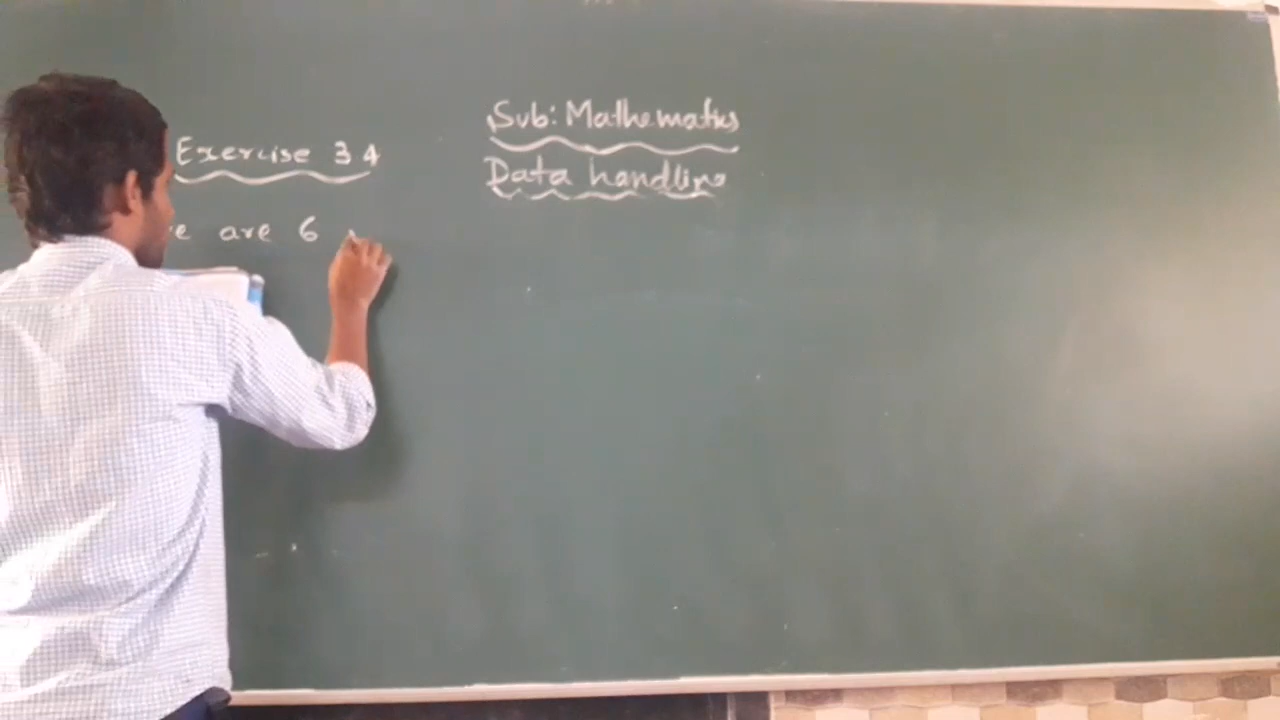 Sub: Mathematics
Data handling
Exercise 3 4
are 6